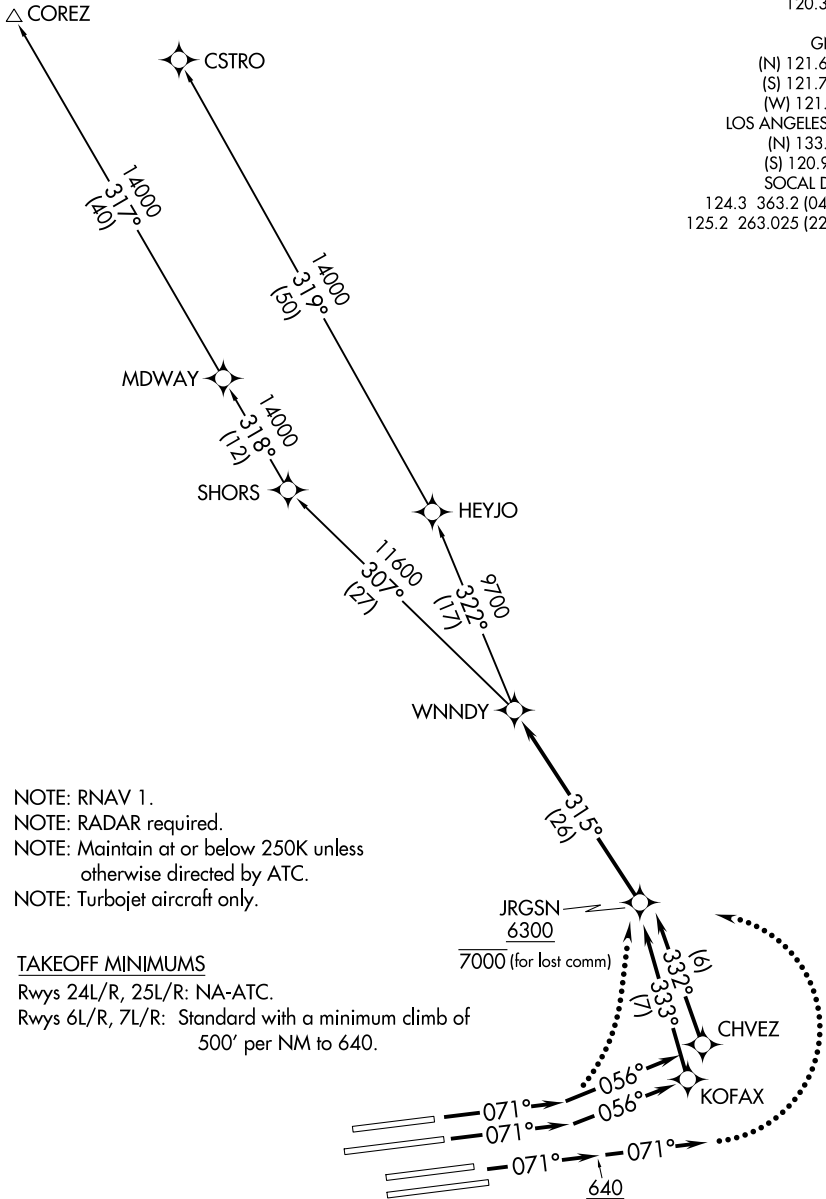 120.3
COREZ
CSTRO
(N) 121.6
(S) 121.7
(W) 121.
LOS ANGELES
(N) 133.
(S) 120.9
SOCAL D
124.3 363.2 (04
125.2 263.025 (22
14000
317°
(40)
14000
319°
(50)
MDWAY
14000
318°
(12)
SHORS
HEYJO
11600
307°
(27)
9700
322°
(17)
WNNDY
315°
(26)
NOTE: RNAV 1.
NOTE: RADAR required.
NOTE: Maintain at or below 250K unless
otherwise directed by ATC.
NOTE: Turbojet aircraft only.
JRGSN
6300
7000 (for lost comm)
TAKEOFF MINIMUMS
Rwys 24L/R, 25L/R: NA-ATC.
Rwys 6L/R, 7L/R: Standard with a minimum climb of
500' per NM to 640.
(6)
332°
333°
(7)
CHVEZ
KOFAX
071°
056°
071°
056°
071°
071°
640